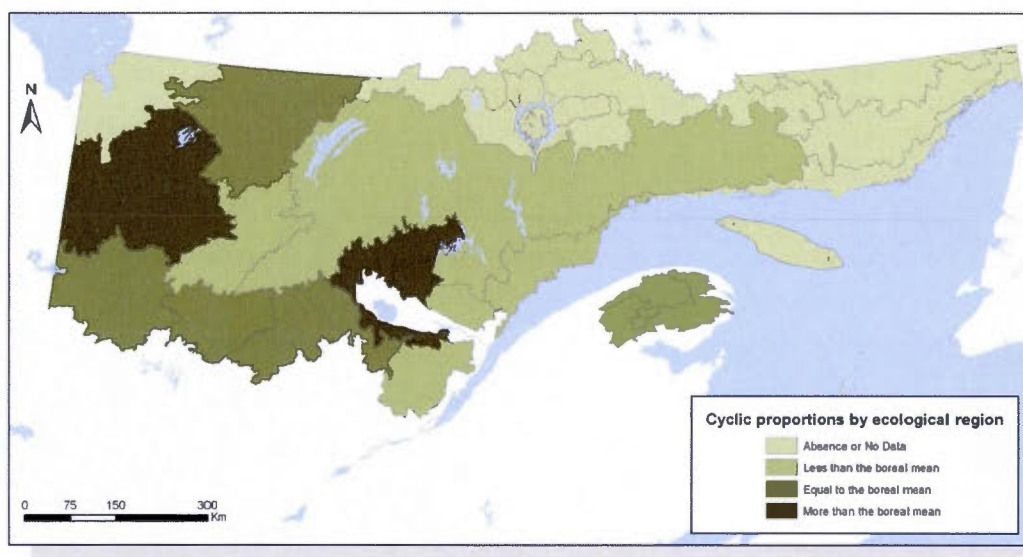 N
Cyclic proportions by ecological region
Absence or No Data
Less than the boreal mean
Equal to the boreal mean
More than the boreal mean
0 75 150 300
Km